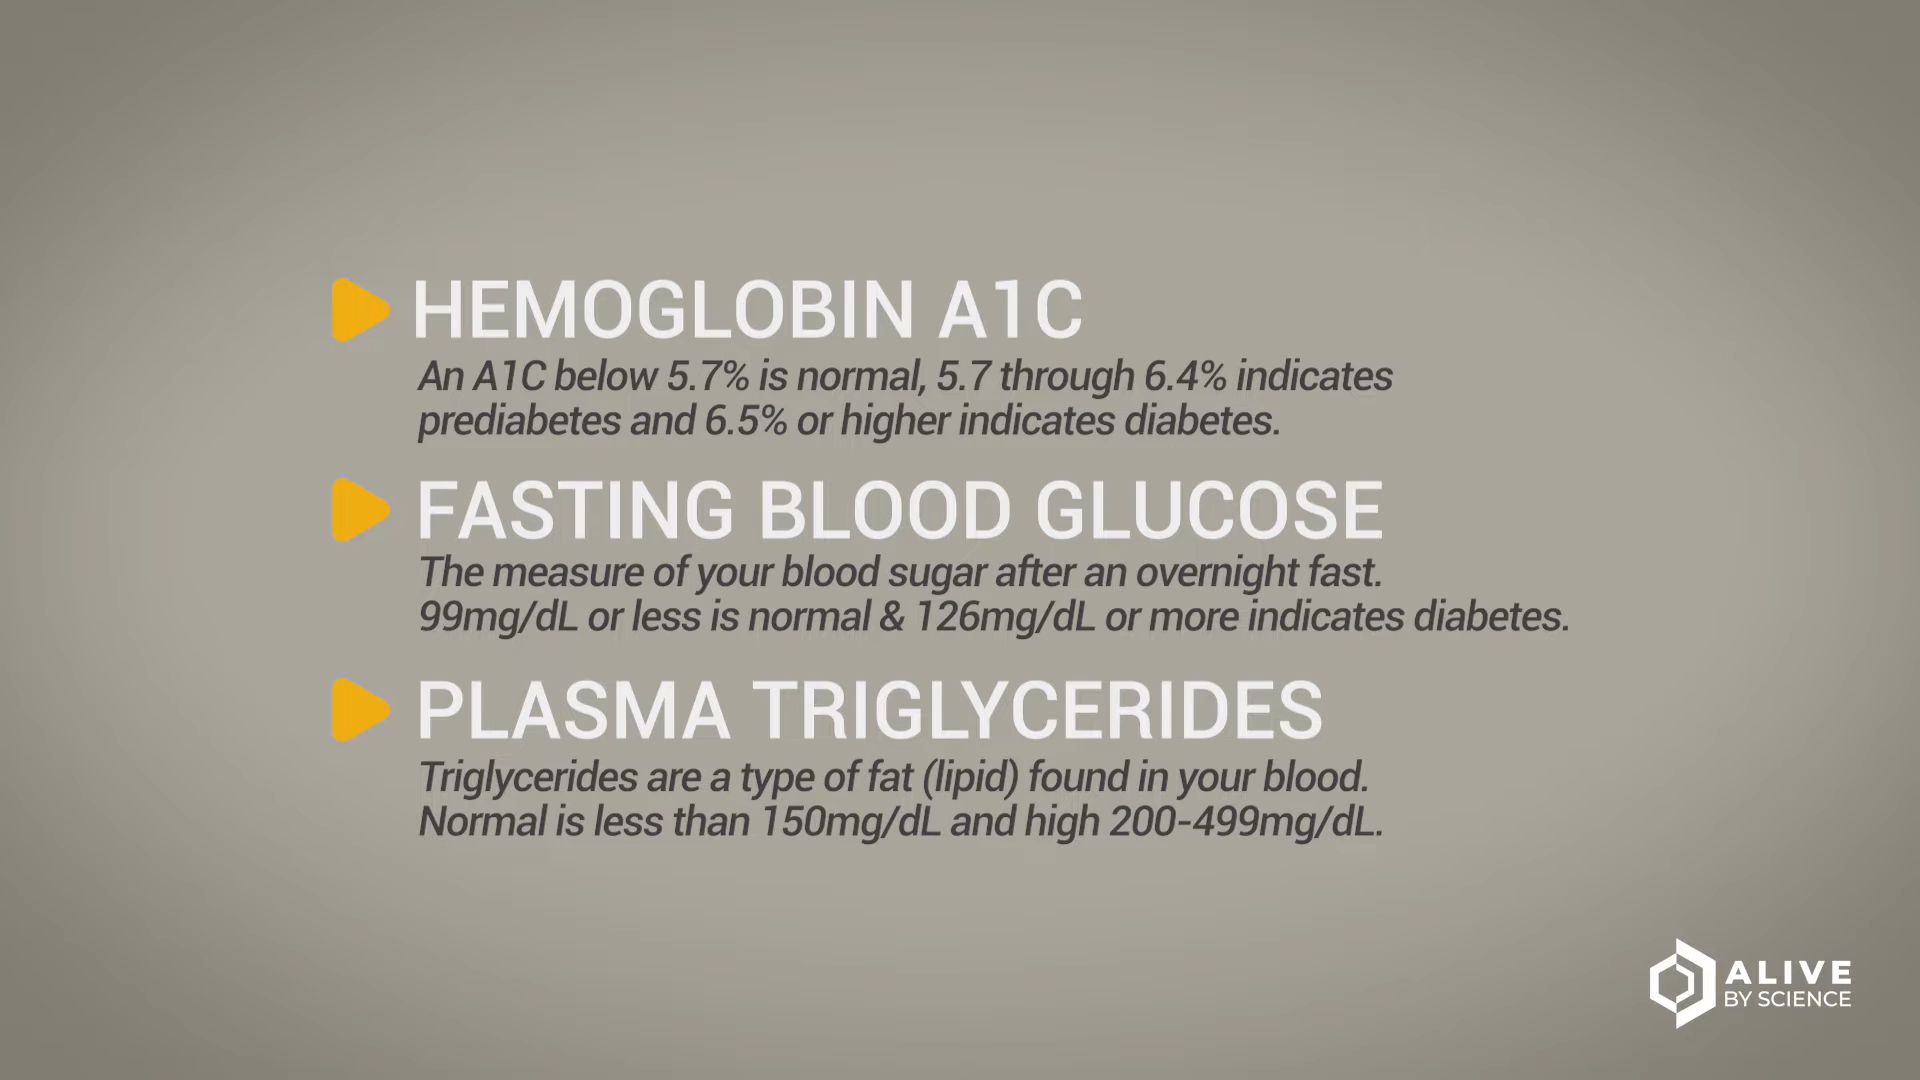 HEMOGLOBIN A1C
An A1C below 5.7% is normal, 5.7 through 6.4% indicates
prediabetes and 6.5% or higher indicates diabetes.
FASTING BLOOD GLUCOSE
The measure of your blood sugar after an overnight fast.
99mg/dL or less is normal & 126mg/dL or more indicates diabetes.
PLASMA TRIGLYCERIDES
Triglycerides are a type of fat (lipid) found in your blood.
Normal is less than 150mg/dL and high 200-499mg/dL.
ALIVE
BY SCIENCE